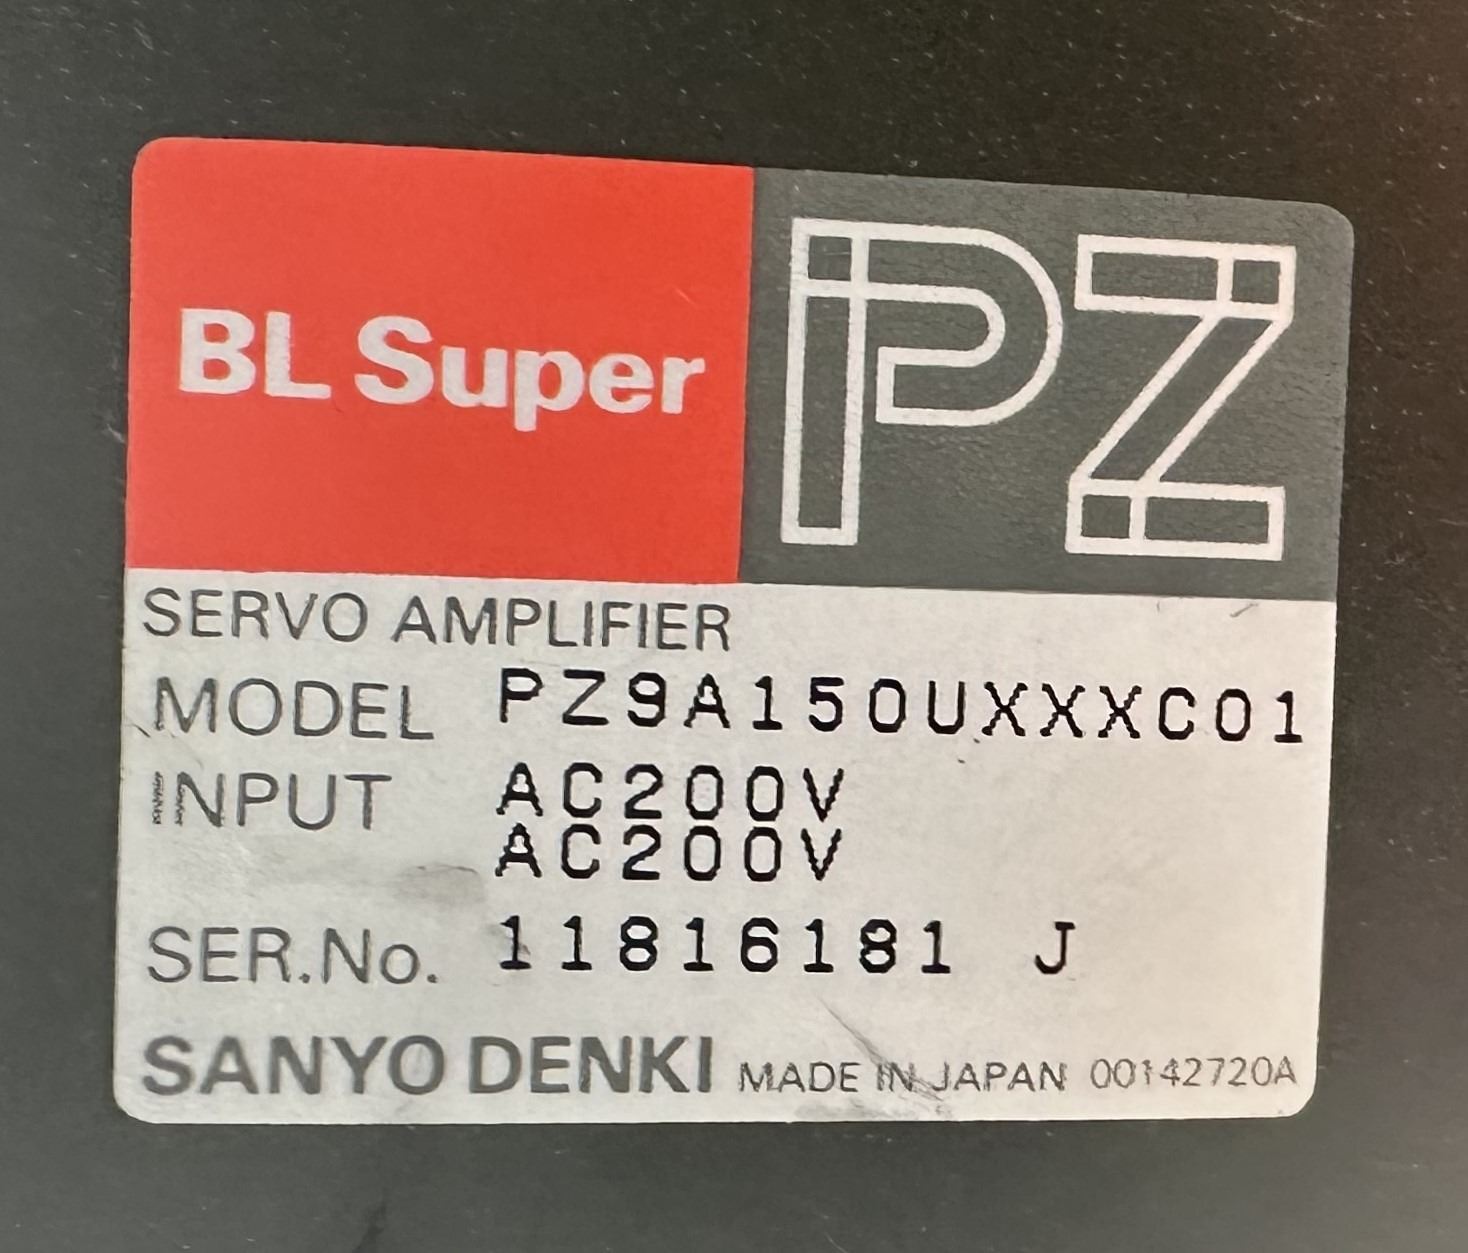 BL Super PZ
SERVO AMPLIFIER
MODEL PZ9A150UXXXC01
INPUT AC200V
AC200V
SER.No. 11816181 J
SANYO DENKI MADE IN JAPAN 00142720A